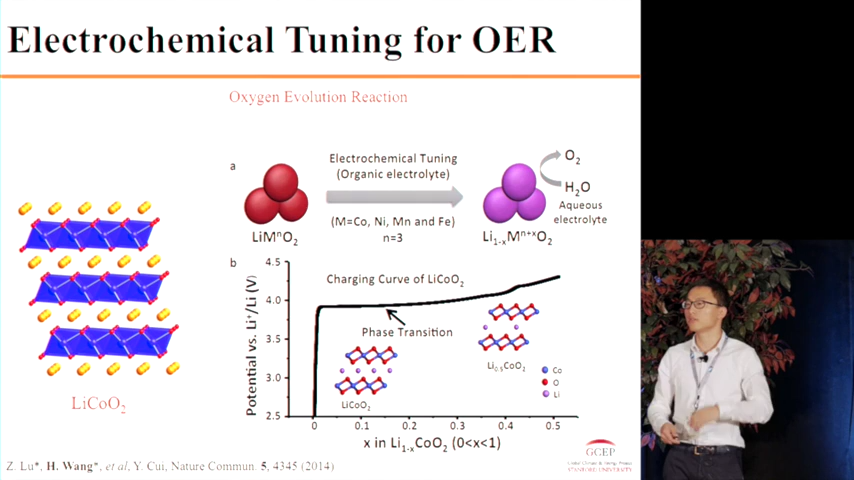 Electrochemical Tuning for OER
Oxygen Evolution Reaction
a
Electrochemical Tuning
(Organic electrolyte)
(M=Co, Ni, Mn and Fe)
n=3
LiMⁿO₂
Li₁₋ₓMⁿ⁺ˣO₂
O₂
H₂O
Aqueous
electrolyte
LiCoO₂
b
Potential vs. Li⁺/Li (V)
4.5
4.0
3.5
3.0
2.5
Charging Curve of LiCoO₂
Phase Transition
LiCoO₂
Li₀.₅CoO₂
Co
O
Li
0
0.1
0.2
0.3
0.4
0.5
x in Li₁₋ₓCoO₂ (0<x<1)
Z. Lu*, H. Wang*, et al, Y. Cui, Nature Commun. 5, 4345 (2014)
GCEP
Global Climate & Energy Project
STANFORD UNIVERSITY